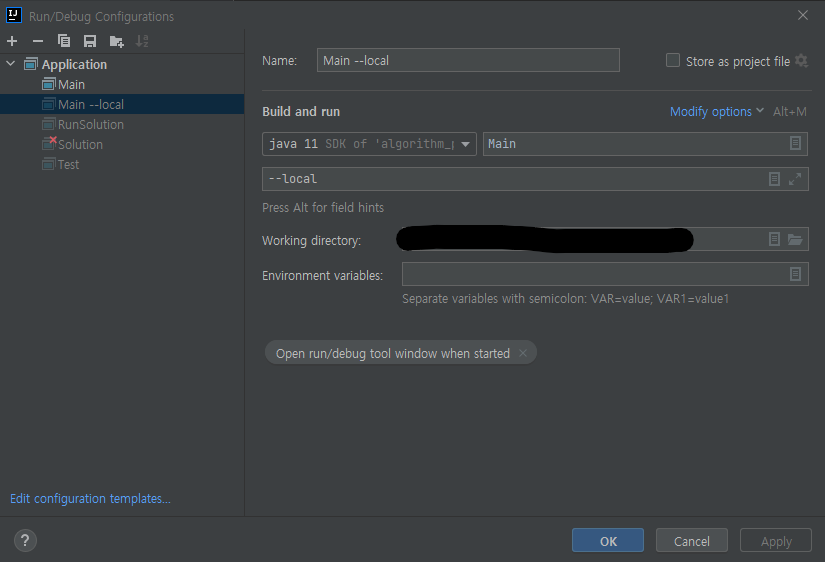 IJ Run/Debug Configurations
Application
Main
Main --local
RunSolution
Solution
Test
Edit configuration templates...
Name: Main --local
Store as project file
Build and run Modify options Alt+M
java 11 SDK of 'algorithm_p Main
--local
Press Alt for field hints
Working directory:
Environment variables:
Separate variables with semicolon: VAR=value; VAR1=value1
Open run/debug tool window when started ×
? OK Cancel Apply